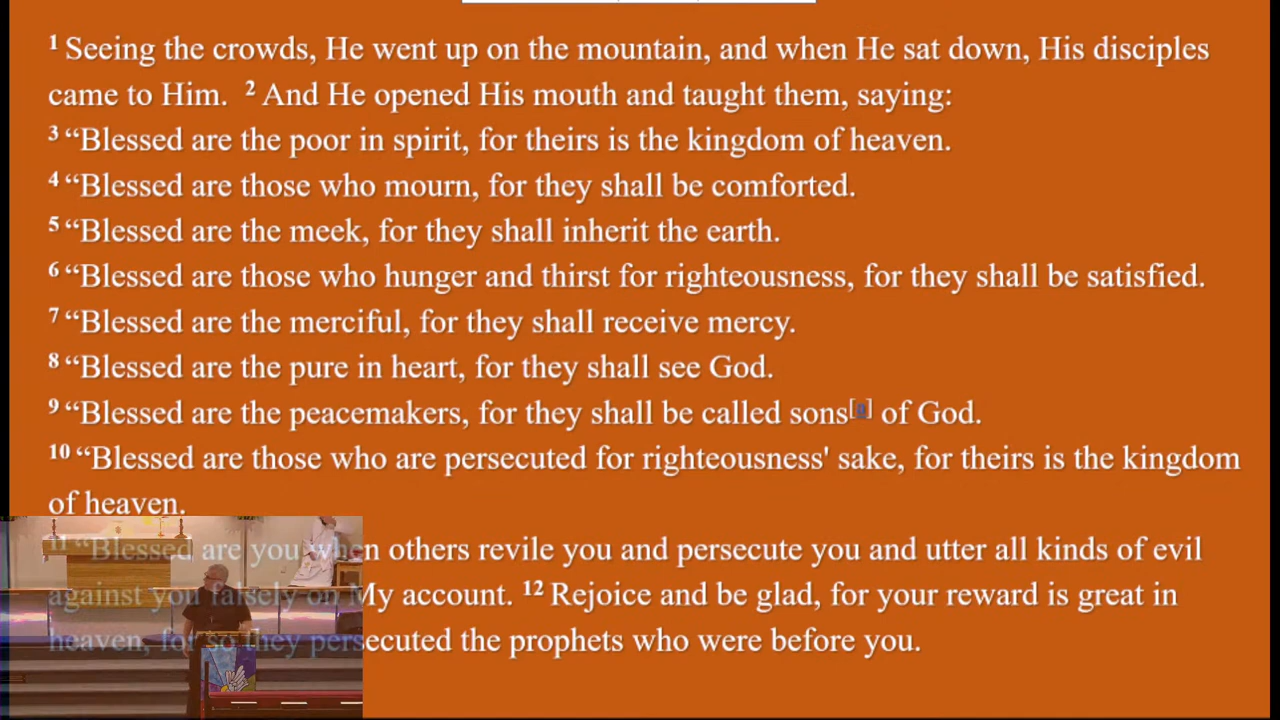 1 Seeing the crowds, He went up on the mountain, and when He sat down, His disciples
came to Him. 2 And He opened His mouth and taught them, saying:
3 “Blessed are the poor in spirit, for theirs is the kingdom of heaven.
4 “Blessed are those who mourn, for they shall be comforted.
5 “Blessed are the meek, for they shall inherit the earth.
6 “Blessed are those who hunger and thirst for righteousness, for they shall be satisfied.
7 “Blessed are the merciful, for they shall receive mercy.
8 “Blessed are the pure in heart, for they shall see God.
9 “Blessed are the peacemakers, for they shall be called sons[a] of God.
10 “Blessed are those who are persecuted for righteousness' sake, for theirs is the kingdom
of heaven.
11 “Blessed are you when others revile you and persecute you and utter all kinds of evil
against you falsely on My account. 12 Rejoice and be glad, for your reward is great in
heaven, for so they persecuted the prophets who were before you.